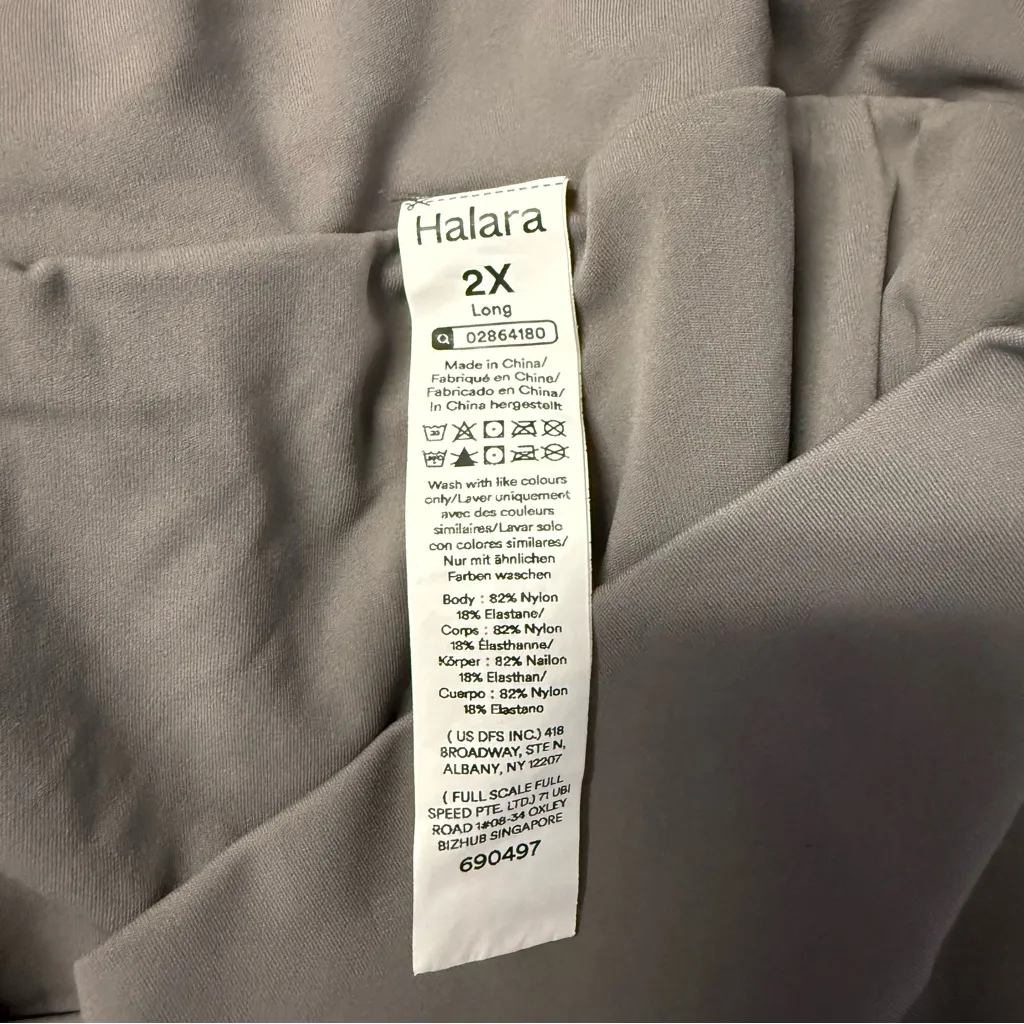 Halara
2X
Long
02864180
Made in China/
Fabriqué en Chine/
Fabricado en China/
In China hergestellt
30
Wash with like colours
only/Laver uniquement
avec des couleurs
similaires/Lavar solo
con colores similares/
Nur mit ähnlichen
Farben waschen
Body : 82% Nylon
18% Elastane/
Corps : 82% Nylon
18% Élasthanne/
Körper : 82% Nailon
18% Elasthan/
Cuerpo : 82% Nylon
18% Elastano
( US DFS INC.) 418
BROADWAY, STE N,
ALBANY, NY 12207
( FULL SCALE FULL
SPEED PTE. LTD.) 71 UBI
ROAD 1#08-34 OXLEY
BIZHUB SINGAPORE
690497